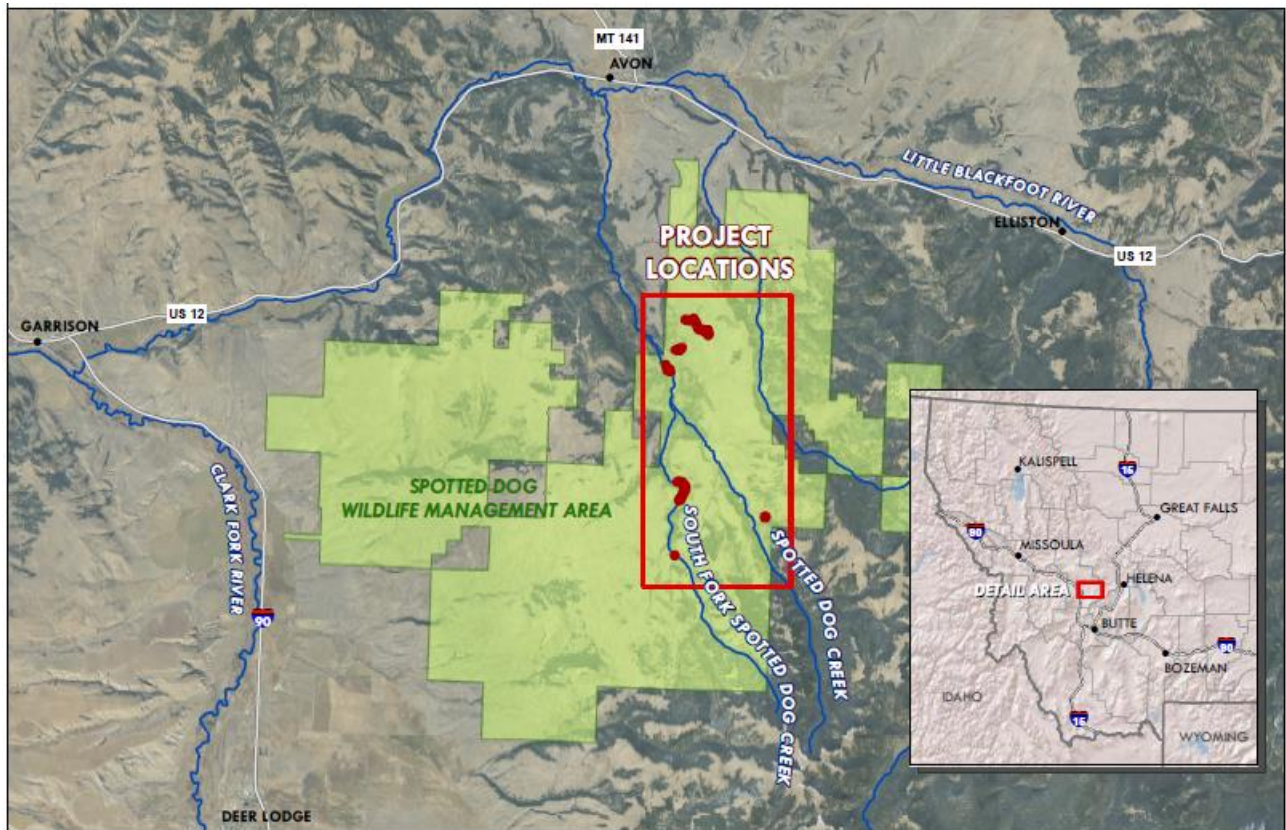 MT 141
AVON
LITTLE BLACKFOOT RIVER
ELLISTON
US 12
PROJECT
LOCATIONS
US 12
GARRISON
CLARK FORK RIVER
SPOTTED DOG
WILDLIFE MANAGEMENT AREA
SOUTH FORK SPOTTED DOG CREEK
SPOTTED DOG CREEK
90
DEER LODGE
KALISPELL
15
GREAT FALLS
90
MISSOULA
HELENA
DETAIL AREA
BUTTE
90
BOZEMAN
IDAHO
15
WYOMING